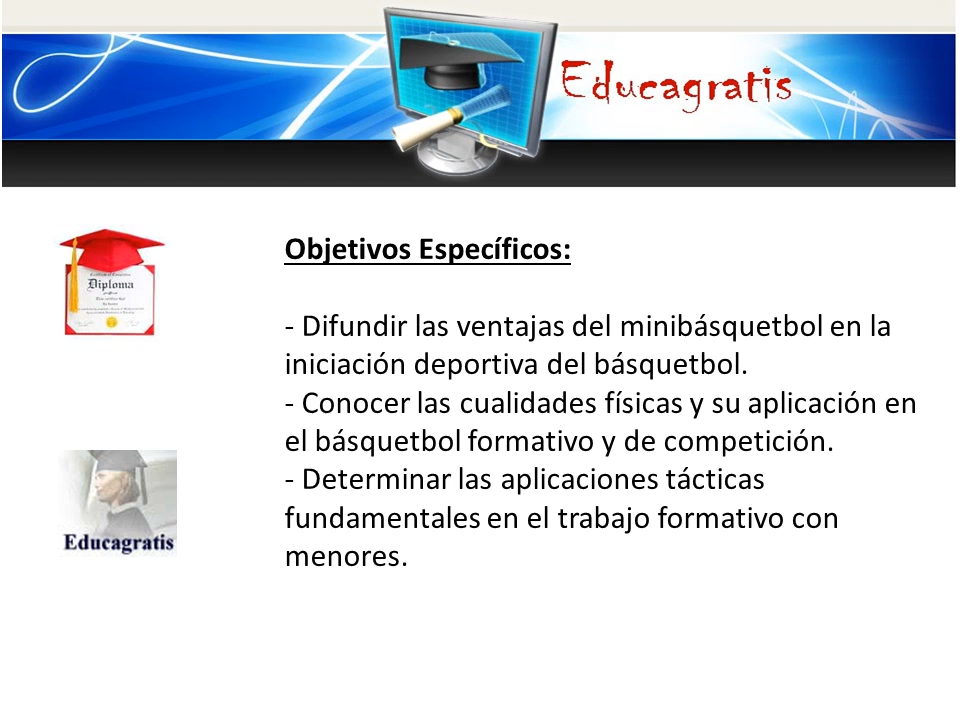 Educagratis
Diploma
Objetivos Específicos:
- Difundir las ventajas del minibásquetbol en la
iniciación deportiva del básquetbol.
- Conocer las cualidades físicas y su aplicación en
el básquetbol formativo y de competición.
- Determinar las aplicaciones tácticas
fundamentales en el trabajo formativo con
menores.
Educagratis